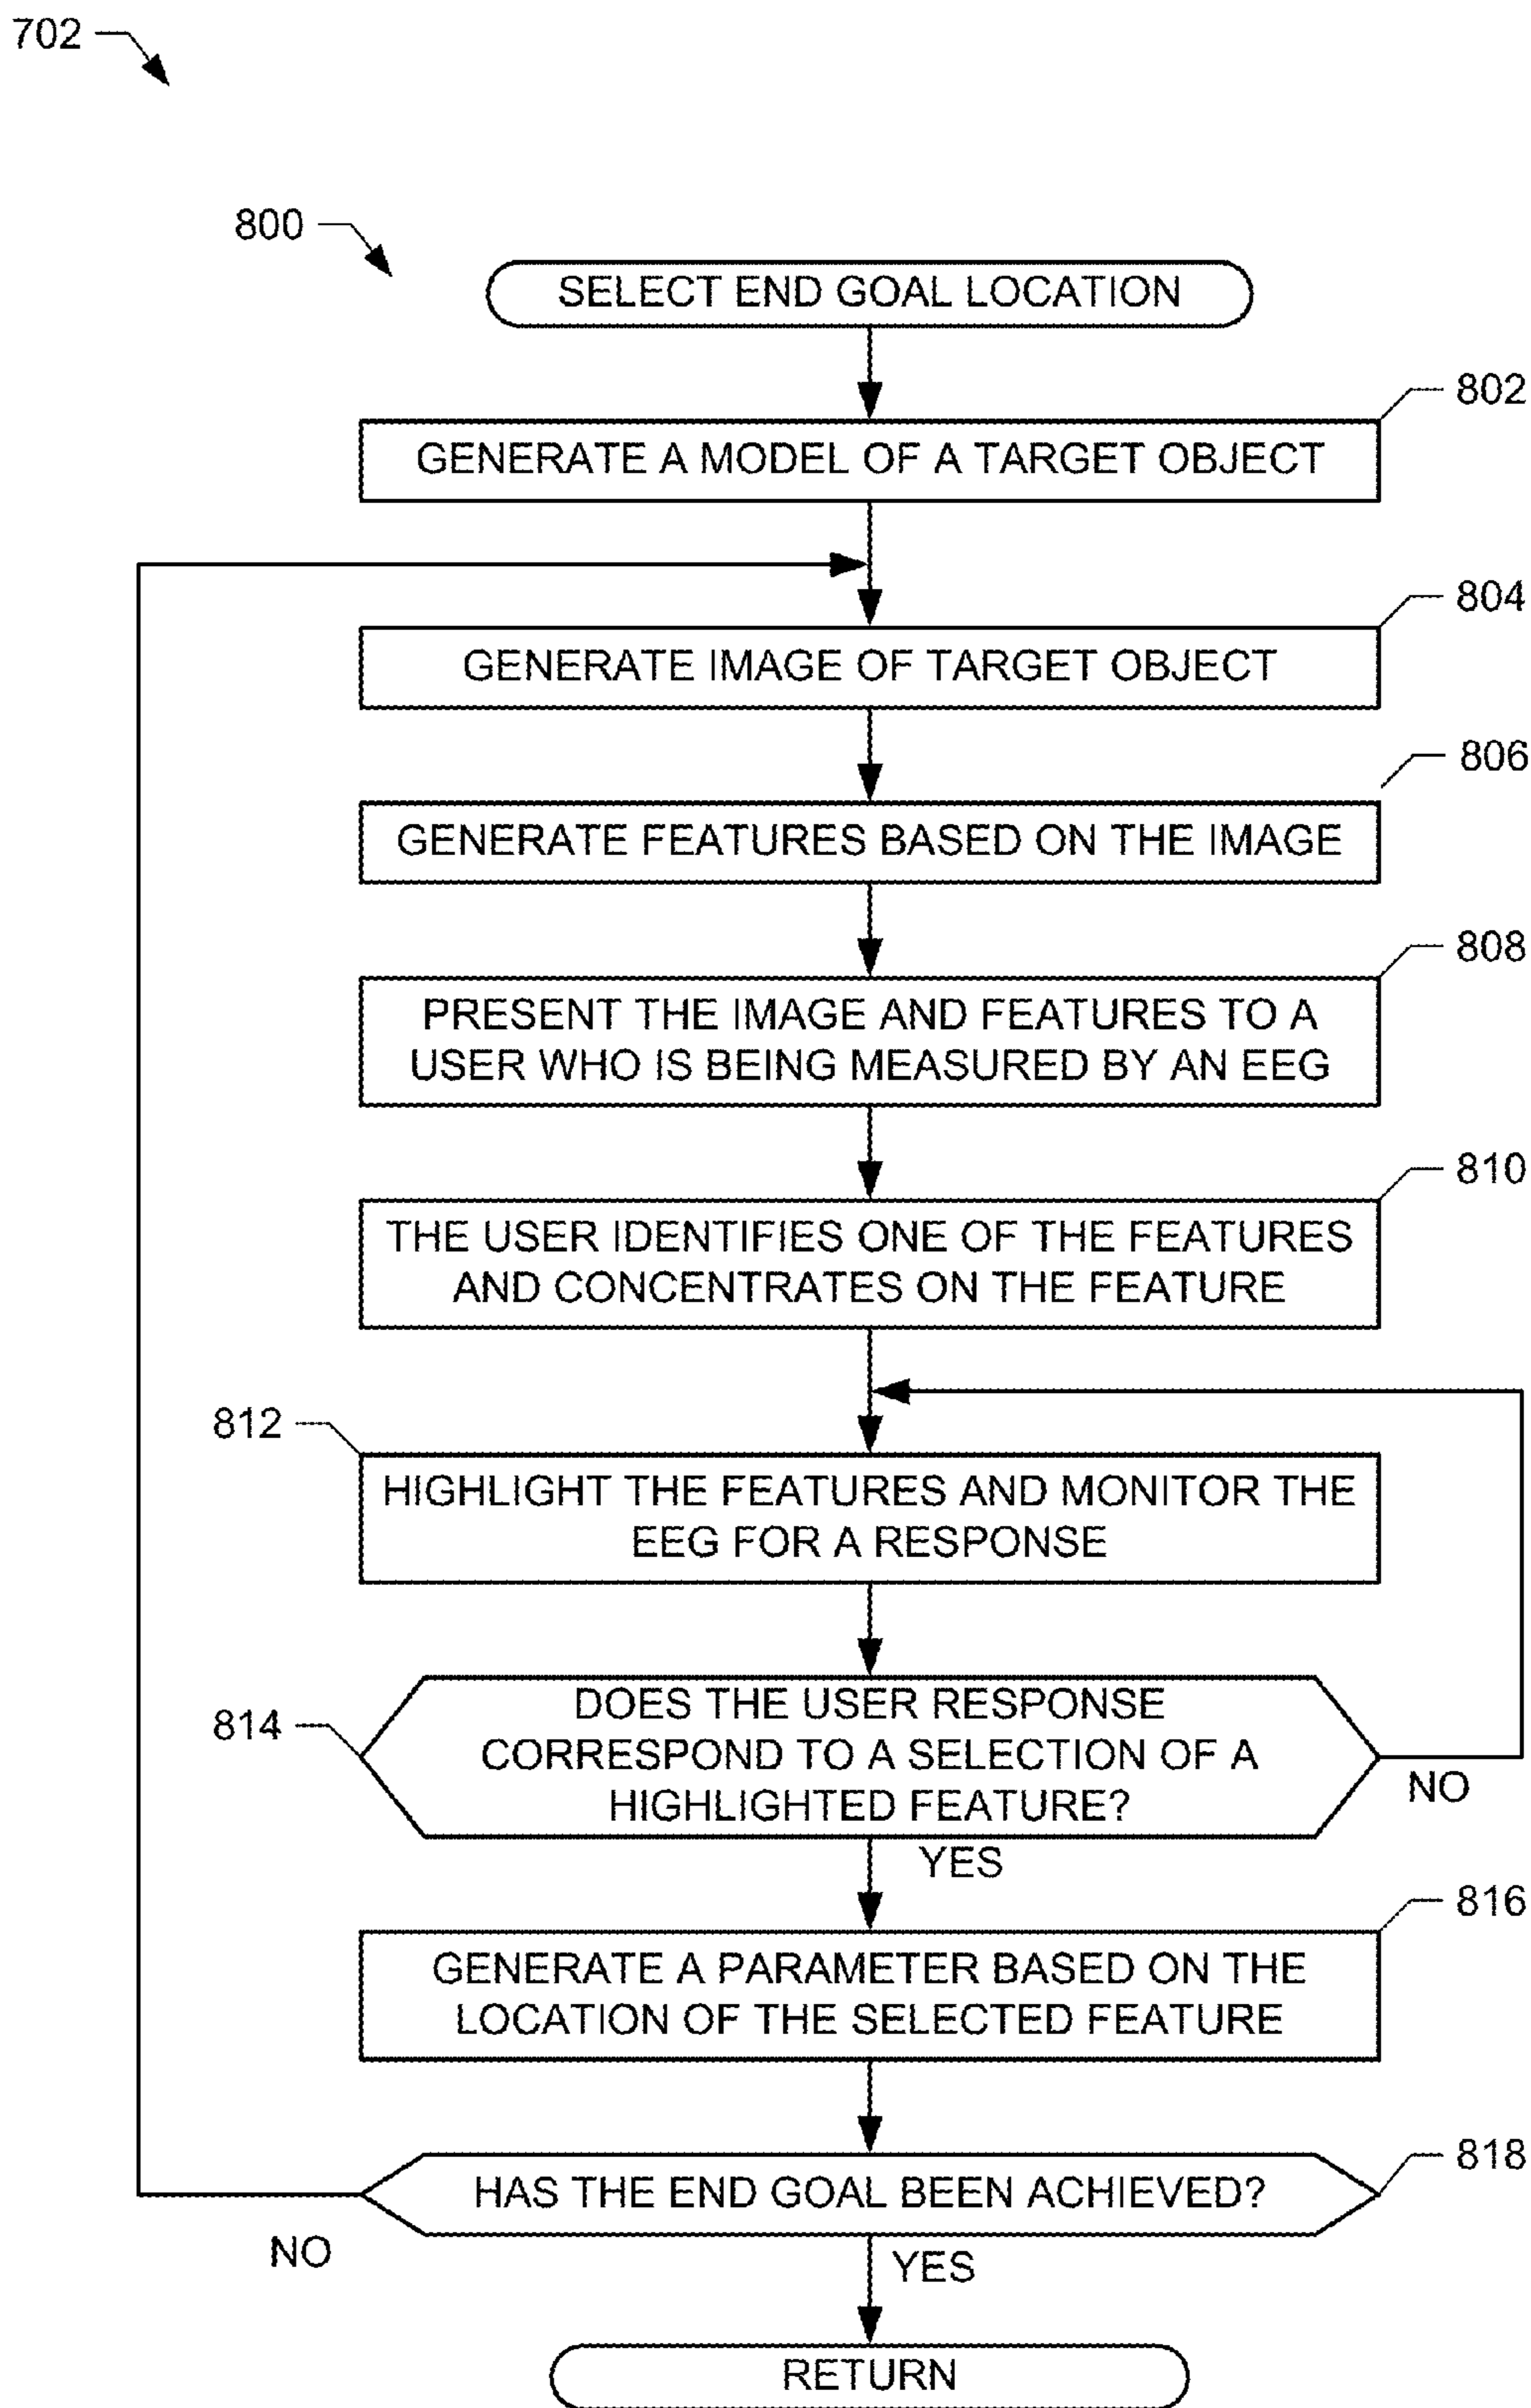 702
800
SELECT END GOAL LOCATION
802
GENERATE A MODEL OF A TARGET OBJECT
804
GENERATE IMAGE OF TARGET OBJECT
806
GENERATE FEATURES BASED ON THE IMAGE
808
PRESENT THE IMAGE AND FEATURES TO A
USER WHO IS BEING MEASURED BY AN EEG
810
THE USER IDENTIFIES ONE OF THE FEATURES
AND CONCENTRATES ON THE FEATURE
812
HIGHLIGHT THE FEATURES AND MONITOR THE
EEG FOR A RESPONSE
814
DOES THE USER RESPONSE
CORRESPOND TO A SELECTION OF A
HIGHLIGHTED FEATURE?
NO
YES
816
GENERATE A PARAMETER BASED ON THE
LOCATION OF THE SELECTED FEATURE
818
HAS THE END GOAL BEEN ACHIEVED?
NO
YES
RETURN